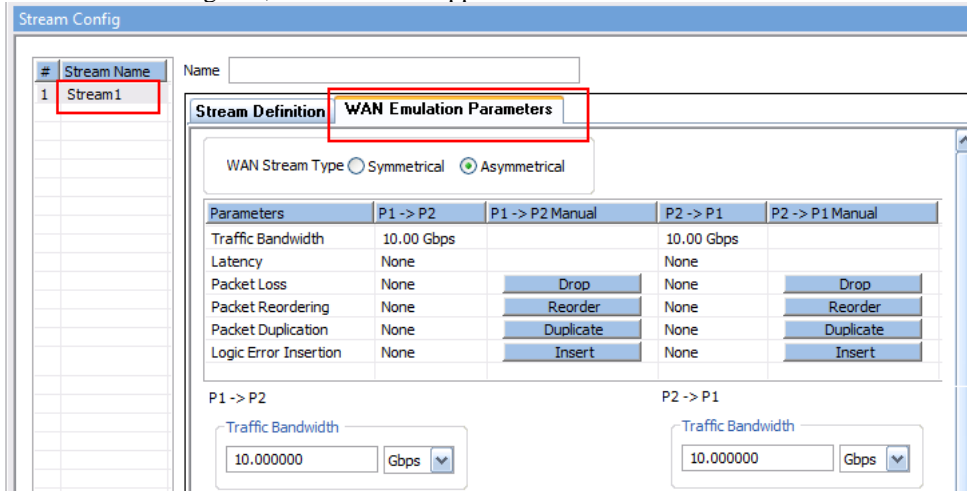 Stream Config
# Stream Name
1 Stream1
Name
Stream Definition WAN Emulation Parameters
WAN Stream Type Symmetrical Asymmetrical
Parameters P1 -> P2 P1 -> P2 Manual P2 -> P1 P2 -> P1 Manual
Traffic Bandwidth 10.00 Gbps 10.00 Gbps
Latency None None
Packet Loss None Drop None Drop
Packet Reordering None Reorder None Reorder
Packet Duplication None Duplicate None Duplicate
Logic Error Insertion None Insert None Insert
P1 -> P2 P2 -> P1
Traffic Bandwidth Traffic Bandwidth
10.000000 Gbps 10.000000 Gbps